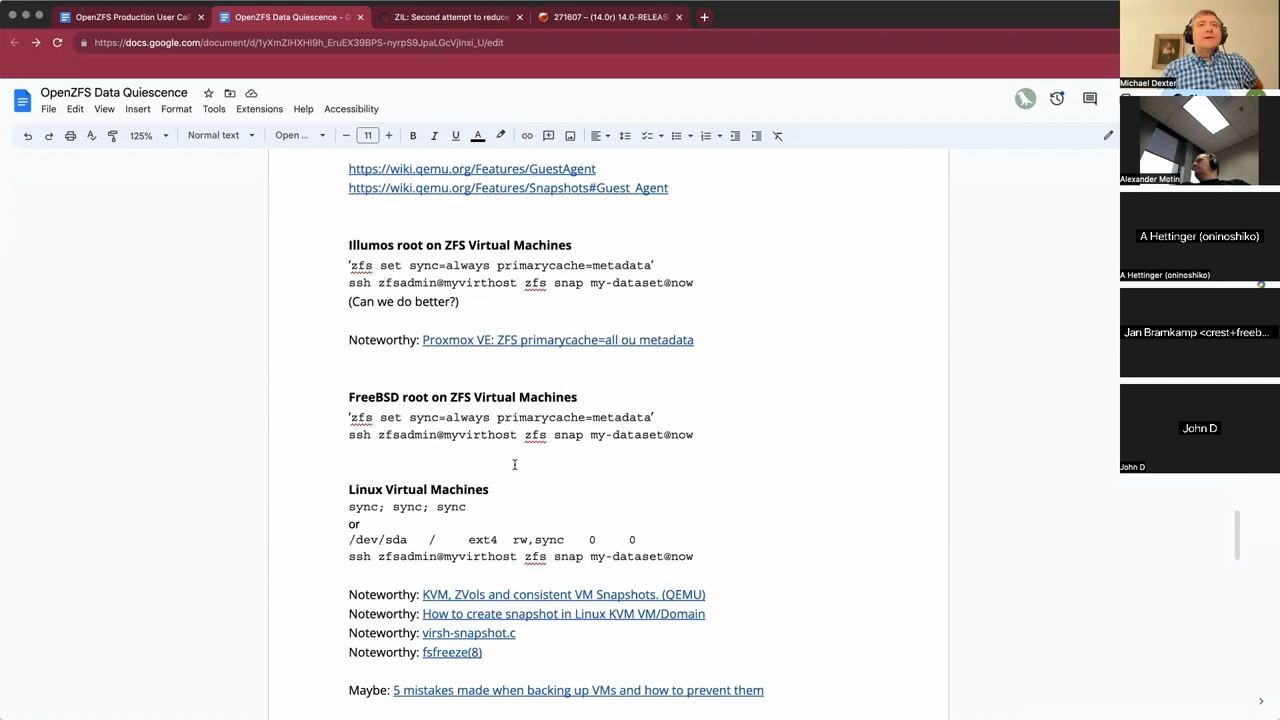 OpenZFS Production User Cal
OpenZFS Data Quiescence - G
ZIL: Second attempt to reduce
271607 – (14.0r) 14.0-RELEAS
https://docs.google.com/document/d/1yXmZIHXHI9h_EruEX39BPS-nyrpS9JpaLGcVjlnxi_U/edit
OpenZFS Data Quiescence
File Edit View Insert Format Tools Extensions Help Accessibility
125% Normal text Open ... 11
https://wiki.qemu.org/Features/GuestAgent
https://wiki.qemu.org/Features/Snapshots#Guest_Agent
Illumos root on ZFS Virtual Machines
‘zfs set sync=always primarycache=metadata’
ssh zfsadmin@myvirthost zfs snap my-dataset@now
(Can we do better?)
Noteworthy: Proxmox VE: ZFS primarycache=all ou metadata
FreeBSD root on ZFS Virtual Machines
‘zfs set sync=always primarycache=metadata’
ssh zfsadmin@myvirthost zfs snap my-dataset@now
Linux Virtual Machines
sync; sync; sync
or
/dev/sda / ext4 rw,sync 0 0
ssh zfsadmin@myvirthost zfs snap my-dataset@now
Noteworthy: KVM, ZVols and consistent VM Snapshots. (QEMU)
Noteworthy: How to create snapshot in Linux KVM VM/Domain
Noteworthy: virsh-snapshot.c
Noteworthy: fsfreeze(8)
Maybe: 5 mistakes made when backing up VMs and how to prevent them
Michael Dexter
Alexander Motin
A Hettinger (oninoshiko)
A Hettinger (oninoshiko)
Jan Bramkamp <crest+freeb...
John D
John D